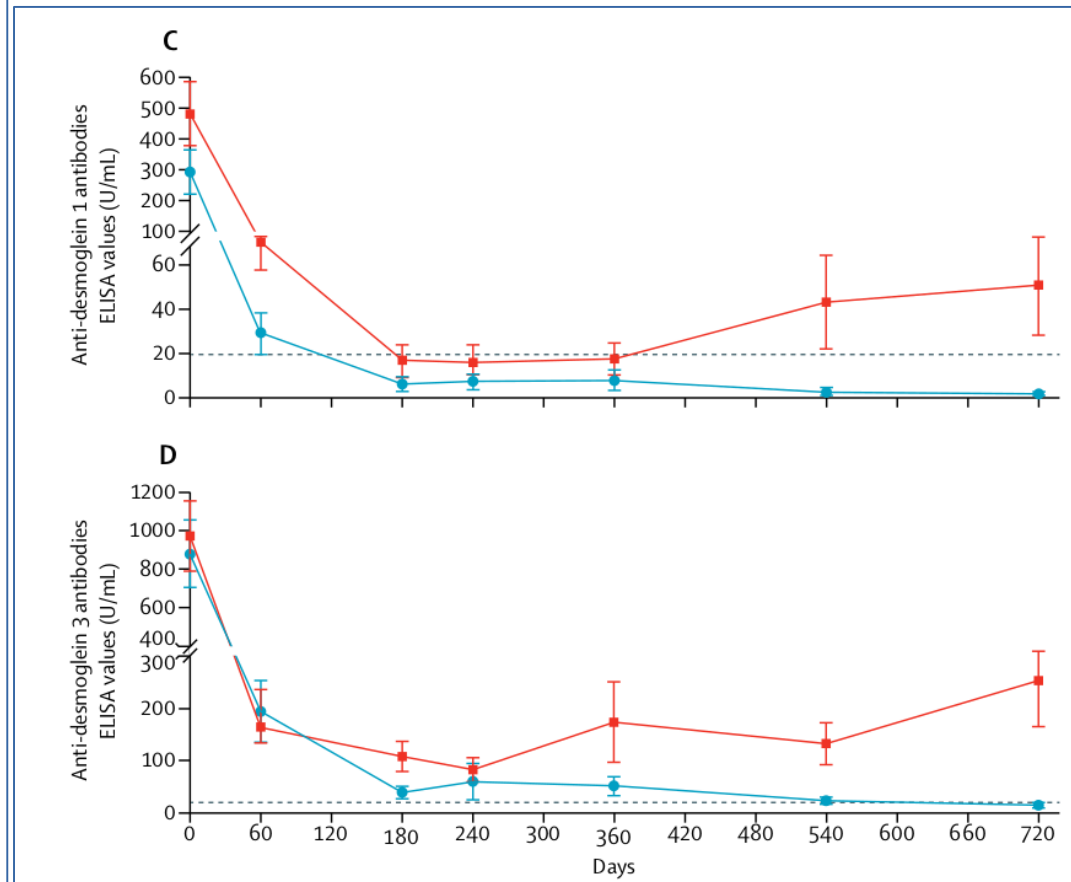 C
Anti-desmoglein 1 antibodies
ELISA values (U/mL)
600
500
400
300
200
100
60
40
20
0
D
Anti-desmoglein 3 antibodies
ELISA values (U/mL)
1200
1000
800
600
400
300
200
100
0
0 60 120 180 240 300 360 420 480 540 600 660 720
Days